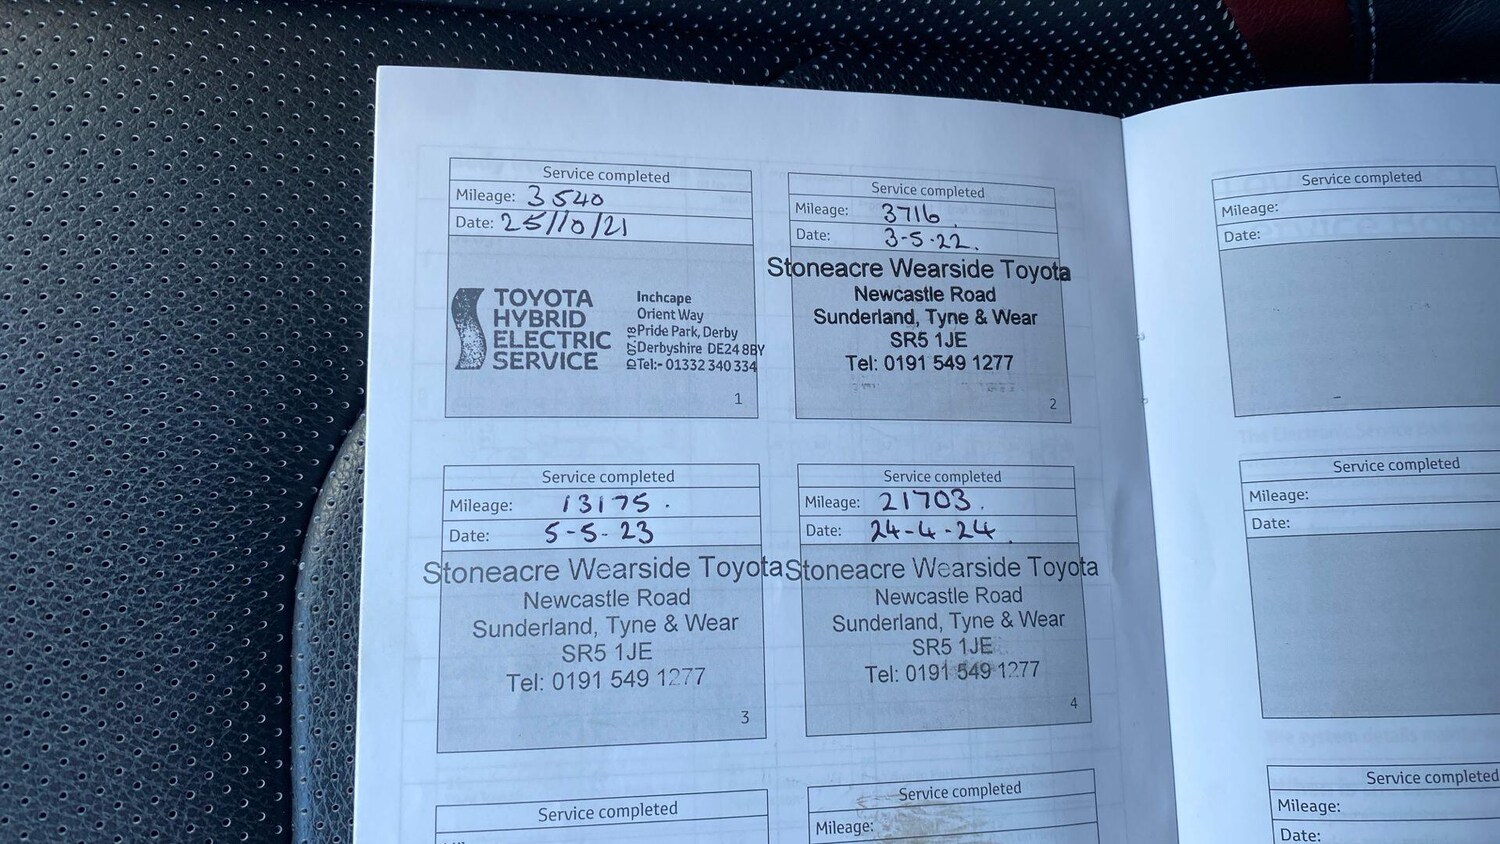 Service completed
Mileage: 3540
Date: 25/10/21
TOYOTA
HYBRID
ELECTRIC
SERVICE
Inchcape
Orient Way
Pride Park, Derby
Derbyshire DE24 8BY
Tel:- 01332 340 334
1
Service completed
Mileage: 3716
Date: 3-5-22.
Stoneacre Wearside Toyota
Newcastle Road
Sunderland, Tyne & Wear
SR5 1JE
Tel: 0191 549 1277
2
Service completed
Mileage: 13175.
Date: 5-5-23
Stoneacre Wearside Toyota
Newcastle Road
Sunderland, Tyne & Wear
SR5 1JE
Tel: 0191 549 1277
3
Service completed
Mileage: 21703.
Date: 24-4-24.
Stoneacre Wearside Toyota
Newcastle Road
Sunderland, Tyne & Wear
SR5 1JE
Tel: 0191 549 1277
4
Service completed
Service completed
Mileage:
Service completed
Mileage:
Date:
Service completed
Mileage:
Date:
Service completed
Mileage:
Date: